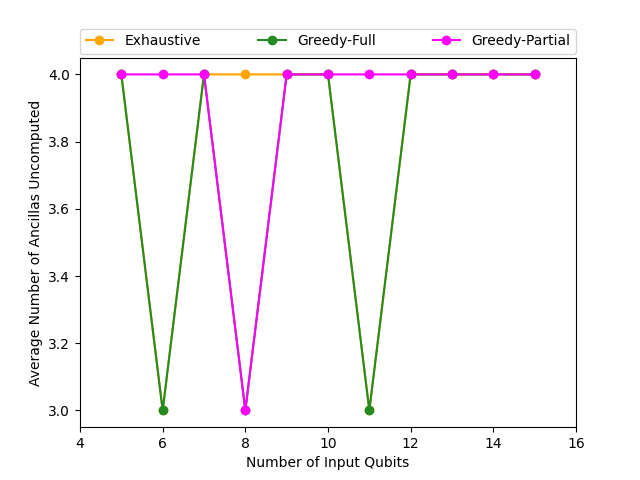 Exhaustive Greedy-Full Greedy-Partial
4.0
3.8
3.6
3.4
3.2
3.0
Average Number of Ancillas Uncomputed
4 6 8 10 12 14 16
Number of Input Qubits